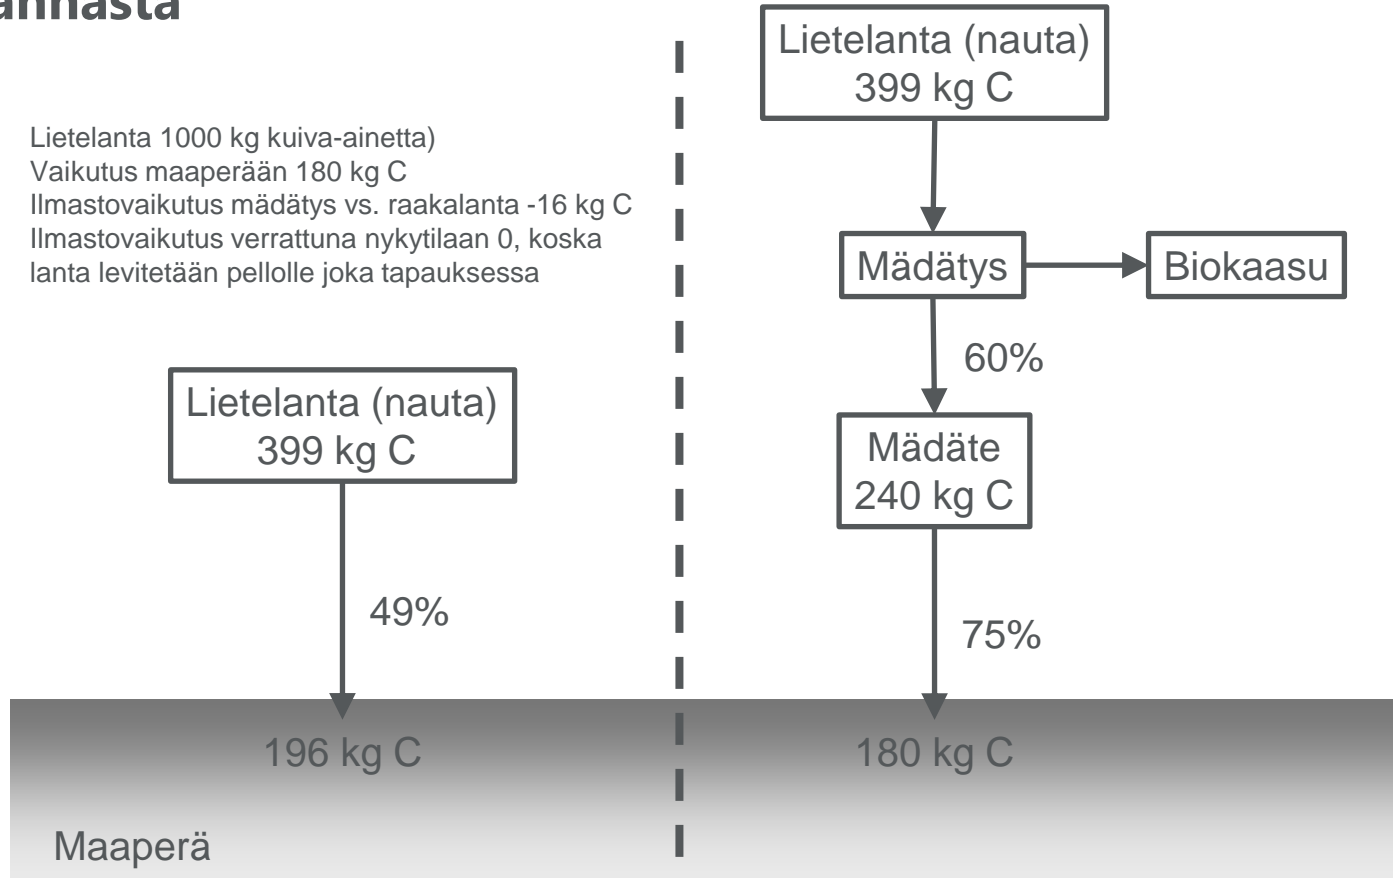 Lietelanta 1000 kg kuiva-ainetta)
Vaikutus maaperään 180 kg C
Ilmastovaikutus mädätys vs. raakalanta -16 kg C
Ilmastovaikutus verrattuna nykytilaan 0, koska
lanta levitetään pellolle joka tapauksessa
Lietelanta (nauta)
399 kg C
49%
196 kg C
Lietelanta (nauta)
399 kg C
Mädätys
Biokaasu
60%
Mädäte
240 kg C
75%
180 kg C
Maaperä